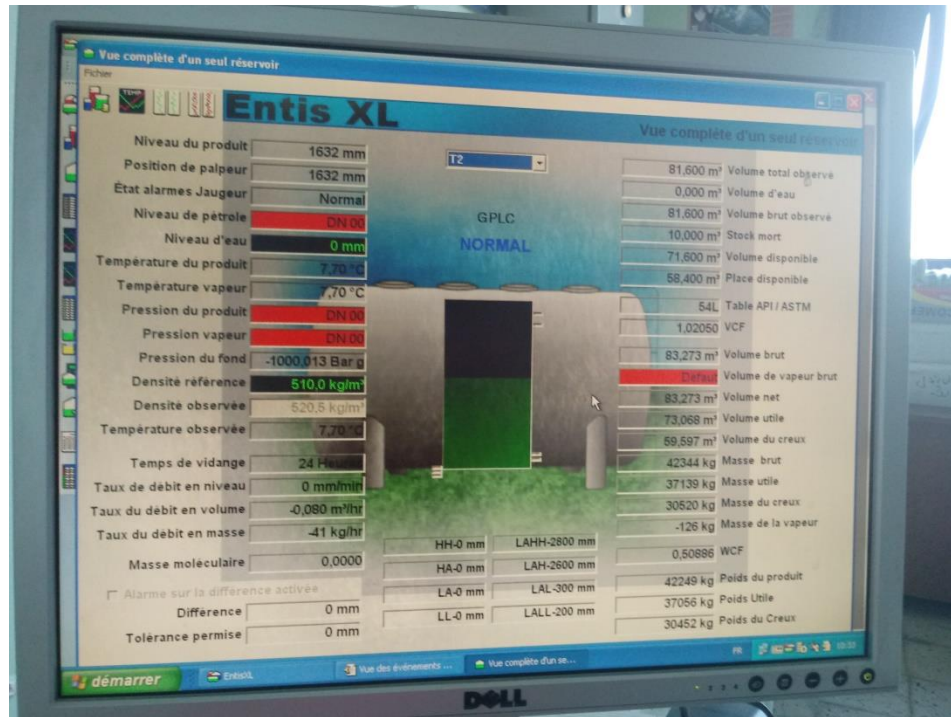 Vue complète d'un seul réservoir
Fichier
TEMP
Entis XL
Vue complète d'un seul réservoir
Niveau du produit 1632 mm
Position de palpeur 1632 mm
État alarmes Jaugeur Normal
Niveau de pétrole DN 00
Niveau d'eau 0 mm
Température du produit 7,70 °C
Température vapeur 7,70 °C
Pression du produit DN 00
Pression vapeur DN 00
Pression du fond -1000,013 Bar g
Densité référence 510,0 kg/m³
Densité observée 520,5 kg/m³
Température observée 7,70 °C
Temps de vidange 24 Heures
Taux de débit en niveau 0 mm/min
Taux du débit en volume -0,080 m³/hr
Taux du débit en masse -41 kg/hr
Masse moléculaire 0,0000
Alarme sur la différence activée
Différence 0 mm
Tolérance permise 0 mm
T2
GPLC
NORMAL
HH-0 mm LAHH-2800 mm
HA-0 mm LAH-2600 mm
LA-0 mm LAL-300 mm
LL-0 mm LALL-200 mm
81,600 m³ Volume total observé
0,000 m³ Volume d'eau
81,600 m³ Volume brut observé
10,000 m³ Stock mort
71,600 m³ Volume disponible
58,400 m³ Place disponible
54L Table API / ASTM
1,02050 VCF
83,273 m³ Volume brut
Défaut Volume de vapeur brut
83,273 m³ Volume net
73,068 m³ Volume utile
59,597 m³ Volume du creux
42344 kg Masse brut
37139 kg Masse utile
30520 kg Masse du creux
-126 kg Masse de la vapeur
0,50886 WCF
42249 kg Poids du produit
37056 kg Poids Utile
30452 kg Poids du Creux
démarrer
EntisXL
Vue des événements ...
Vue complète d'un se...
FR
DELL